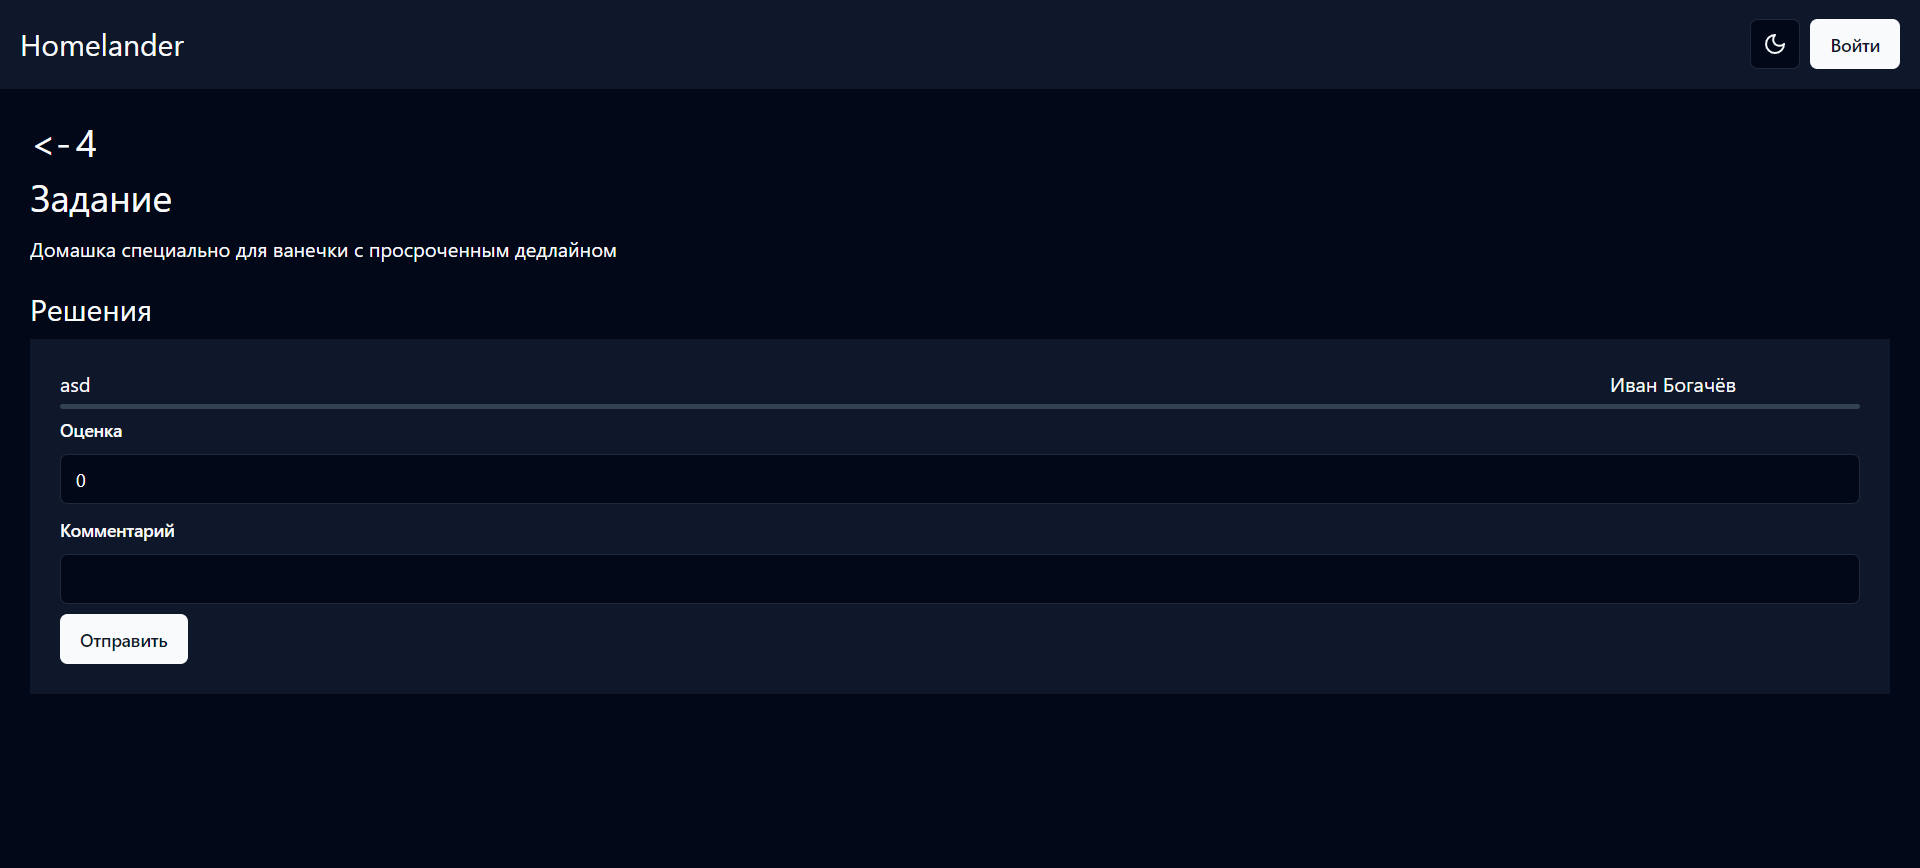 Homelander
Войти
<-4
Задание
Домашка специально для ванечки с просроченным дедлайном
Решения
asd
Иван Богачёв
Оценка
0
Комментарий
Отправить